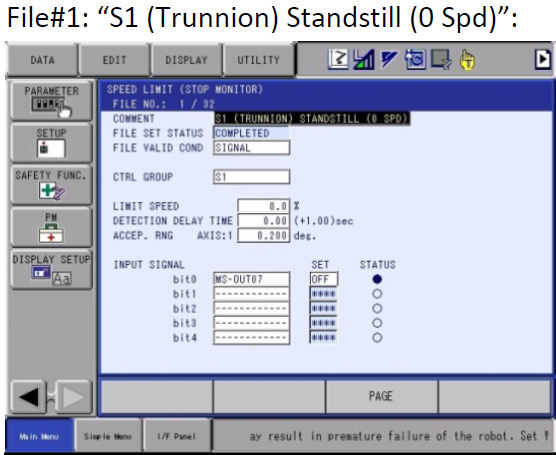 File#1: “S1 (Trunnion) Standstill (0 Spd)”:
DATA EDIT DISPLAY UTILITY
PARAMETER
SETUP
SAFETY FUNC.
PM
DISPLAY SETUP
Aa
SPEED LIMIT (STOP MONITOR)
FILE NO.: 1 / 32
COMMENT S1 (TRUNNION) STANDSTILL (0 SPD)
FILE SET STATUS COMPLETED
FILE VALID COND SIGNAL
CTRL GROUP S1
LIMIT SPEED 0.0 %
DETECTION DELAY TIME 0.00 (+1.00)sec
ACCEP. RNG AXIS:1 0.200 deg.
INPUT SIGNAL SET STATUS
bit0 MS-OUT07 OFF
bit1 ----------- ****
bit2 ----------- ****
bit3 ----------- ****
bit4 ----------- ****
PAGE
Main Menu Simple Menu I/F Panel ay result in premature failure of the robot. Set